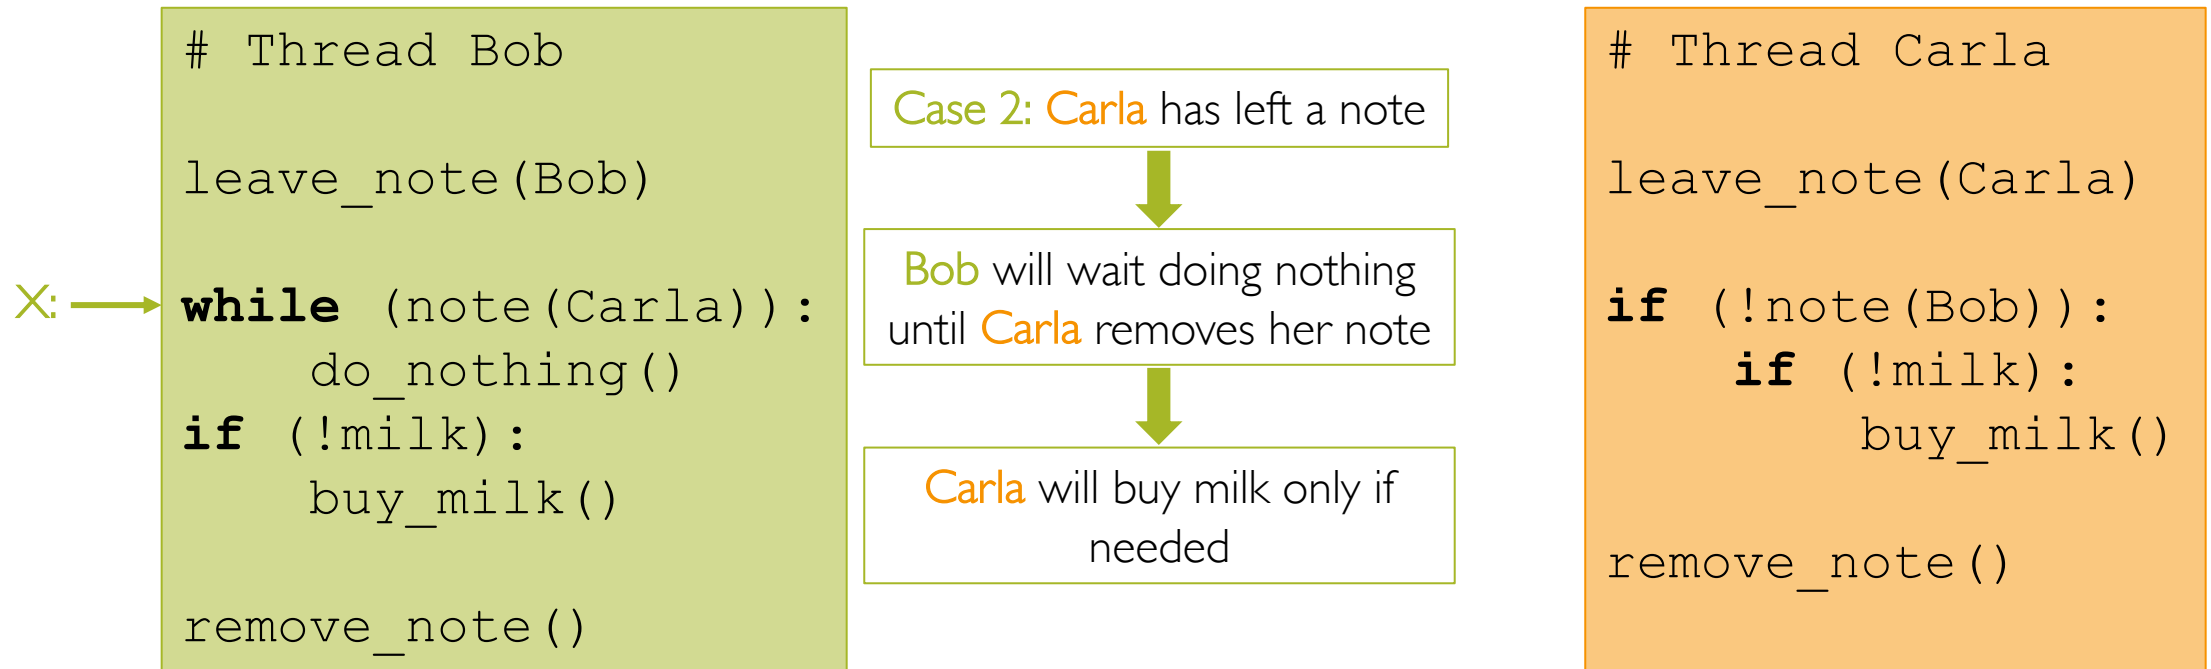 # Thread Bob
leave_note(Bob)
X:
while (note(Carla)):
do_nothing()
if (!milk):
buy_milk()
remove_note()
Case 2: Carla has left a note
Bob will wait doing nothing
until Carla removes her note
Carla will buy milk only if
needed
# Thread Carla
leave_note(Carla)
if (!note(Bob)):
if (!milk):
buy_milk()
remove_note()